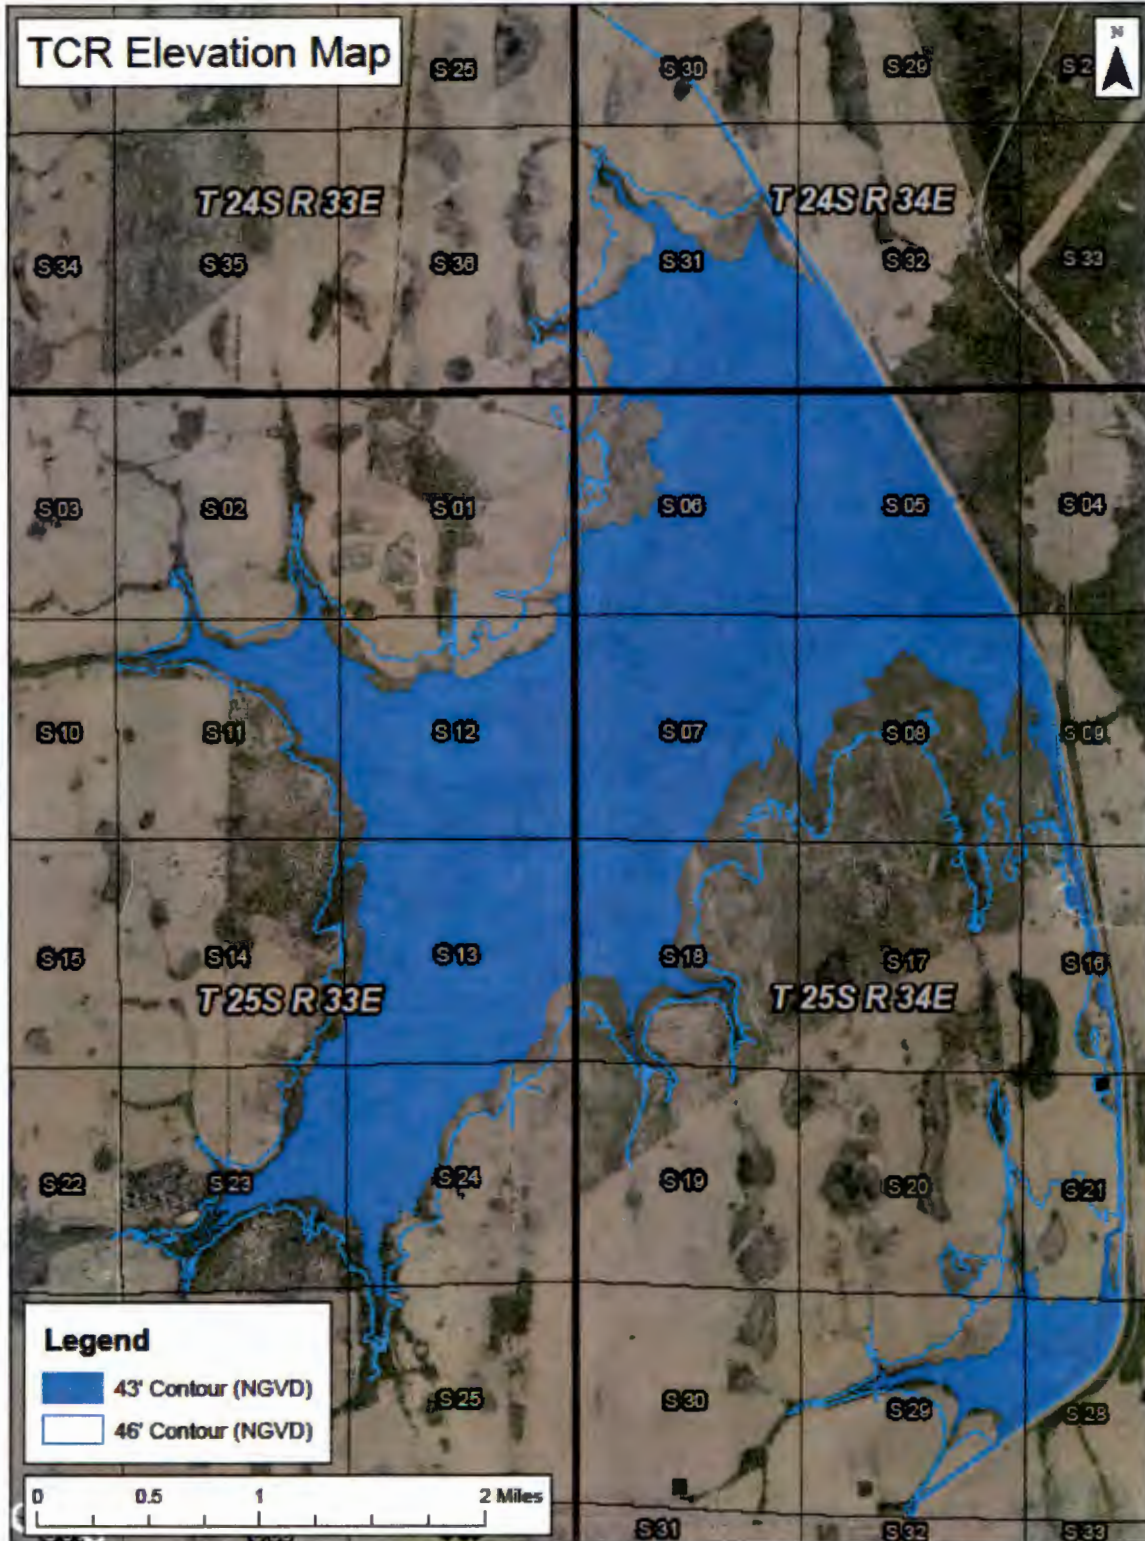 TCR Elevation Map
N
S 25
S 30
S 29
S 2
T 24S R 33E
T 24S R 34E
S 34
S 35
S 36
S 31
S 32
S 33
S 03
S 02
S 01
S 06
S 05
S 04
S 10
S 11
S 12
S 07
S 08
S 09
S 15
S 14
S 13
S 18
S 17
S 16
T 25S R 33E
T 25S R 34E
S 22
S 23
S 24
S 19
S 20
S 21
Legend
43' Contour (NGVD)
46' Contour (NGVD)
S 25
S 30
S 29
S 28
0 0.5 1 2 Miles
S 31
S 32
S 33